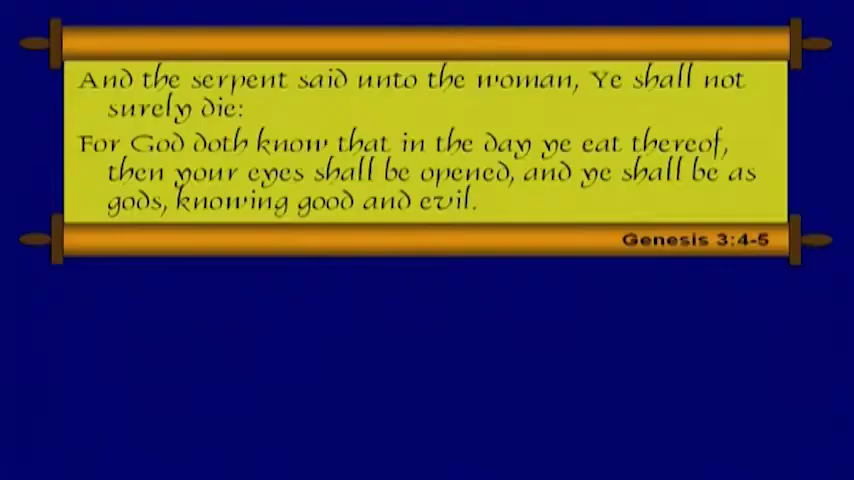 And the serpent said unto the woman, Ye shall not
surely die:
For God doth know that in the day ye eat thereof,
then your eyes shall be opened, and ye shall be as
gods, knowing good and evil.
Genesis 3:4-5